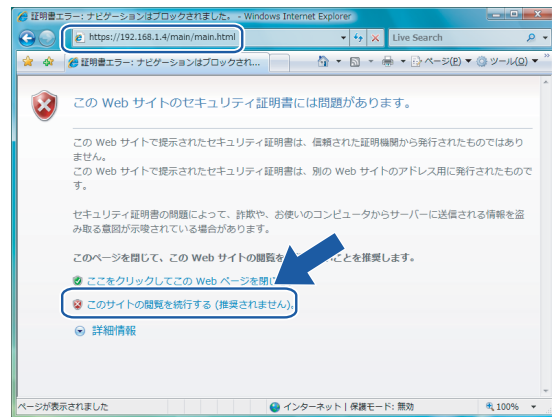 証明書エラー: ナビゲーションはブロックされました。 - Windows Internet Explorer
https://192.168.1.4/main/main.html
Live Search
証明書エラー: ナビゲーションはブロックされ...
ページ(P)
ツール(O)
この Web サイトのセキュリティ証明書には問題があります。
この Web サイトで提示されたセキュリティ証明書は、信頼された証明機関から発行されたものではあり
ません。
この Web サイトで提示されたセキュリティ証明書は、別の Web サイトのアドレス用に発行されたもので
す。
セキュリティ証明書の問題によって、詐欺や、お使いのコンピュータからサーバーに送信される情報を盗
み取る意図が示唆されている場合があります。
このページを閉じて、この Web サイトの閲覧を ことを推奨します。
ここをクリックしてこの Web ページを閉じ
このサイトの閲覧を続行する (推奨されません)。
詳細情報
ページが表示されました
インターネット | 保護モード: 無効
100%